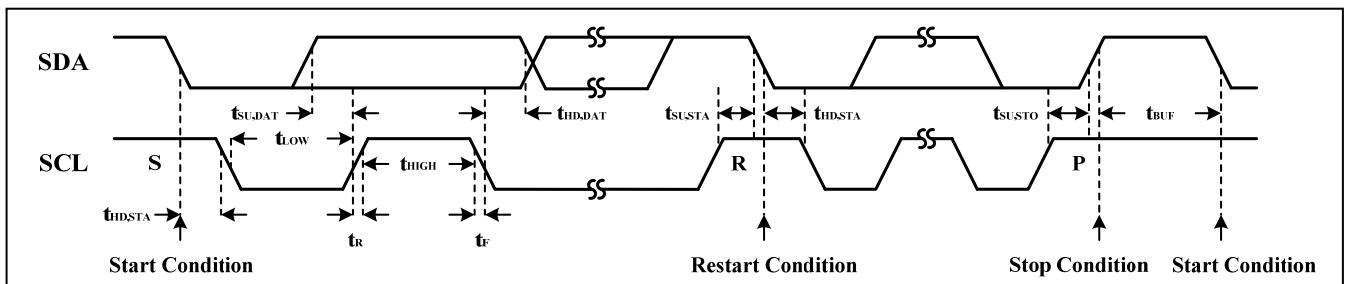 SDA
tSU,DAT
tHD,DAT
tSU,STA
tHD,STA
tSU,STO
tBUF
tLOW
SCL
S
tHIGH
R
P
tHD,STA
tR
tF
Start Condition
Restart Condition
Stop Condition
Start Condition